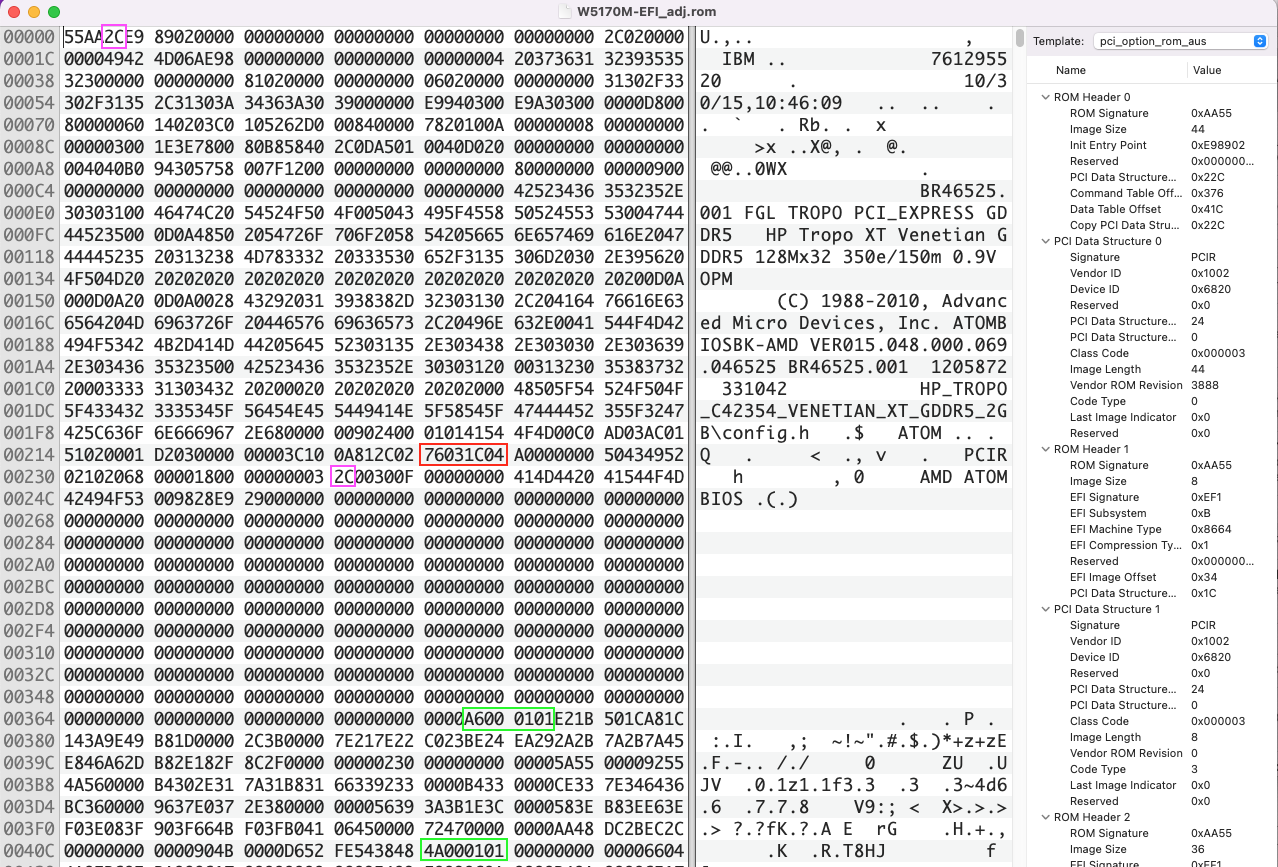 W5170M-EFI_adj.rom
00000 55AA2CE9 89020000 00000000 00000000 00000000 00000000 2C020000 U.,.. ,
0001C 00004942 4D06AE98 00000000 00000000 00000004 20373631 32393535 IBM .. 7612955
00038 32300000 00000000 81020000 00000000 06020000 00000000 31302F33 20 . 10/3
00054 302F3135 2C31303A 34363A30 39000000 E9940300 E9A30300 0000D800 0/15,10:46:09 .. .. .
00070 80000060 140203C0 105262D0 00840000 7820100A 00000008 00000000 . ` . Rb. . x
0008C 00000300 1E3E7800 80B85840 2C0DA501 0040D020 00000000 00000000 >x ..X@, . @.
000A8 004040B0 94305758 007F1200 00000000 00000000 80000000 00000900 @@..0WX .
000C4 00000000 00000000 00000000 00000000 00000000 42523436 3532352E BR46525.
000E0 30303100 46474C20 54524F50 4F005043 495F4558 50524553 53004744 001 FGL TROPO PCI_EXPRESS GD
000FC 44523500 0D0A4850 2054726F 706F2058 54205665 6E657469 616E2047 DR5 HP Tropo XT Venetian G
00118 44445235 20313238 4D783332 20333530 652F3135 306D2030 2E395620 DDR5 128Mx32 350e/150m 0.9V
00134 4F504D20 20202020 20202020 20202020 20202020 20202020 20200D0A OPM
00150 000D0A20 0D0A0028 43292031 3938382D 32303130 2C204164 76616E63 (C) 1988-2010, Advanc
0016C 6564204D 6963726F 20446576 69636573 2C20496E 632E0041 544F4D42 ed Micro Devices, Inc. ATOMB
00188 494F5342 4B2D414D 44205645 52303135 2E303438 2E303030 2E303639 IOSBK-AMD VER015.048.000.069
001A4 2E303436 35323500 42523436 3532352E 30303120 00313230 35383732 .046525 BR46525.001 1205872
001C0 20003333 31303432 20200020 20202020 20202020 20202000 48505F54 331042 HP_TROPO
001DC 5F433432 3335345F 56454E45 5449414E 5F58545F 47444452 355F3247 _C42354_VENETIAN_XT_GDDR5_2G
001F8 425C636F 6E666967 2E680000 00902400 01014154 4F4D00C0 AD03AC01 B\config.h .$ ATOM .. .
00214 51020001 D2030000 00003C10 0A812C02 76031C04 A0000000 50434952 Q . < ., v . PCIR
00230 02102068 00001800 00000003 2C00300F 00000000 414D4420 41544F4D h , 0 AMD ATOM
0024C 42494F53 009828E9 29000000 00000000 00000000 00000000 00000000 BIOS .(.)
00268 00000000 00000000 00000000 00000000 00000000 00000000 00000000
00284 00000000 00000000 00000000 00000000 00000000 00000000 00000000
002A0 00000000 00000000 00000000 00000000 00000000 00000000 00000000
002BC 00000000 00000000 00000000 00000000 00000000 00000000 00000000
002D8 00000000 00000000 00000000 00000000 00000000 00000000 00000000
002F4 00000000 00000000 00000000 00000000 00000000 00000000 00000000
00310 00000000 00000000 00000000 00000000 00000000 00000000 00000000
0032C 00000000 00000000 00000000 00000000 00000000 00000000 00000000
00348 00000000 00000000 00000000 00000000 00000000 00000000 00000000
00364 00000000 00000000 00000000 00000000 0000A600 0101E21B 501CA81C . . P .
00380 143A9E49 B81D0000 2C3B0000 7E217E22 C023BE24 EA292A2B 7A2B7A45 :.I. ,; ~!~".#.$.)*+z+zE
0039C E846A62D B82E182F 8C2F0000 00000230 00000000 00005A55 00009255 .F.-.. /./ 0 ZU .U
003B8 4A560000 B4302E31 7A31B831 66339233 0000B433 0000CE33 7E346436 JV .0.1z1.1f3.3 .3 .3~4d6
003D4 BC360000 9637E037 2E380000 00005639 3A3B1E3C 0000583E B83EE63E .6 .7.7.8 V9:; < X>.>.>
003F0 F03E083F 903F664B F03FB041 06450000 72470000 0000AA48 DC2BEC2C .> ?.?fK.?.A E rG .H.+.,
0040C 0000904B 0000D652 FE543848 4A000101 00000000 00006604 .K .R.T8HJ f
Template: pci_option_rom_aus
Name Value
ROM Header 0
ROM Signature 0xAA55
Image Size 44
Init Entry Point 0xE98902
Reserved 0x000000...
PCI Data Structure... 0x22C
Command Table Off... 0x376
Data Table Offset 0x41C
Copy PCI Data Stru... 0x22C
PCI Data Structure 0
Signature PCIR
Vendor ID 0x1002
Device ID 0x6820
Reserved 0x0
PCI Data Structure... 24
PCI Data Structure... 0
Class Code 0x000003
Image Length 44
Vendor ROM Revision 3888
Code Type 0
Last Image Indicator 0x0
Reserved 0x0
ROM Header 1
ROM Signature 0xAA55
Image Size 8
EFI Signature 0xEF1
EFI Subsystem 0xB
EFI Machine Type 0x8664
EFI Compression Ty... 0x1
Reserved 0x000000...
EFI Image Offset 0x34
PCI Data Structure... 0x1C
PCI Data Structure 1
Signature PCIR
Vendor ID 0x1002
Device ID 0x6820
Reserved 0x0
PCI Data Structure... 24
PCI Data Structure... 0
Class Code 0x000003
Image Length 8
Vendor ROM Revision 0
Code Type 3
Last Image Indicator 0x0
Reserved 0x0
ROM Header 2
ROM Signature 0xAA55
Image Size 36
EFI Signature 0xEF1